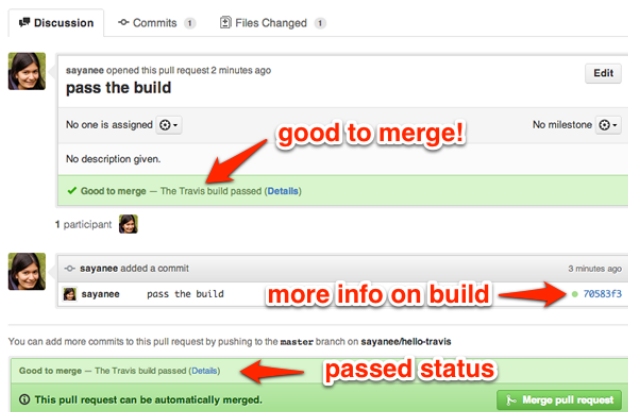 Discussion Commits 1 Files Changed 1
sayanee opened this pull request 2 minutes ago
Edit
pass the build
No one is assigned No milestone
good to merge!
No description given.
Good to merge — The Travis build passed (Details)
1 participant
sayanee added a commit 3 minutes ago
sayanee pass the build 70583f3
more info on build
You can add more commits to this pull request by pushing to the master branch on sayanee/hello-travis
Good to merge — The Travis build passed (Details)
passed status
This pull request can be automatically merged. Merge pull request